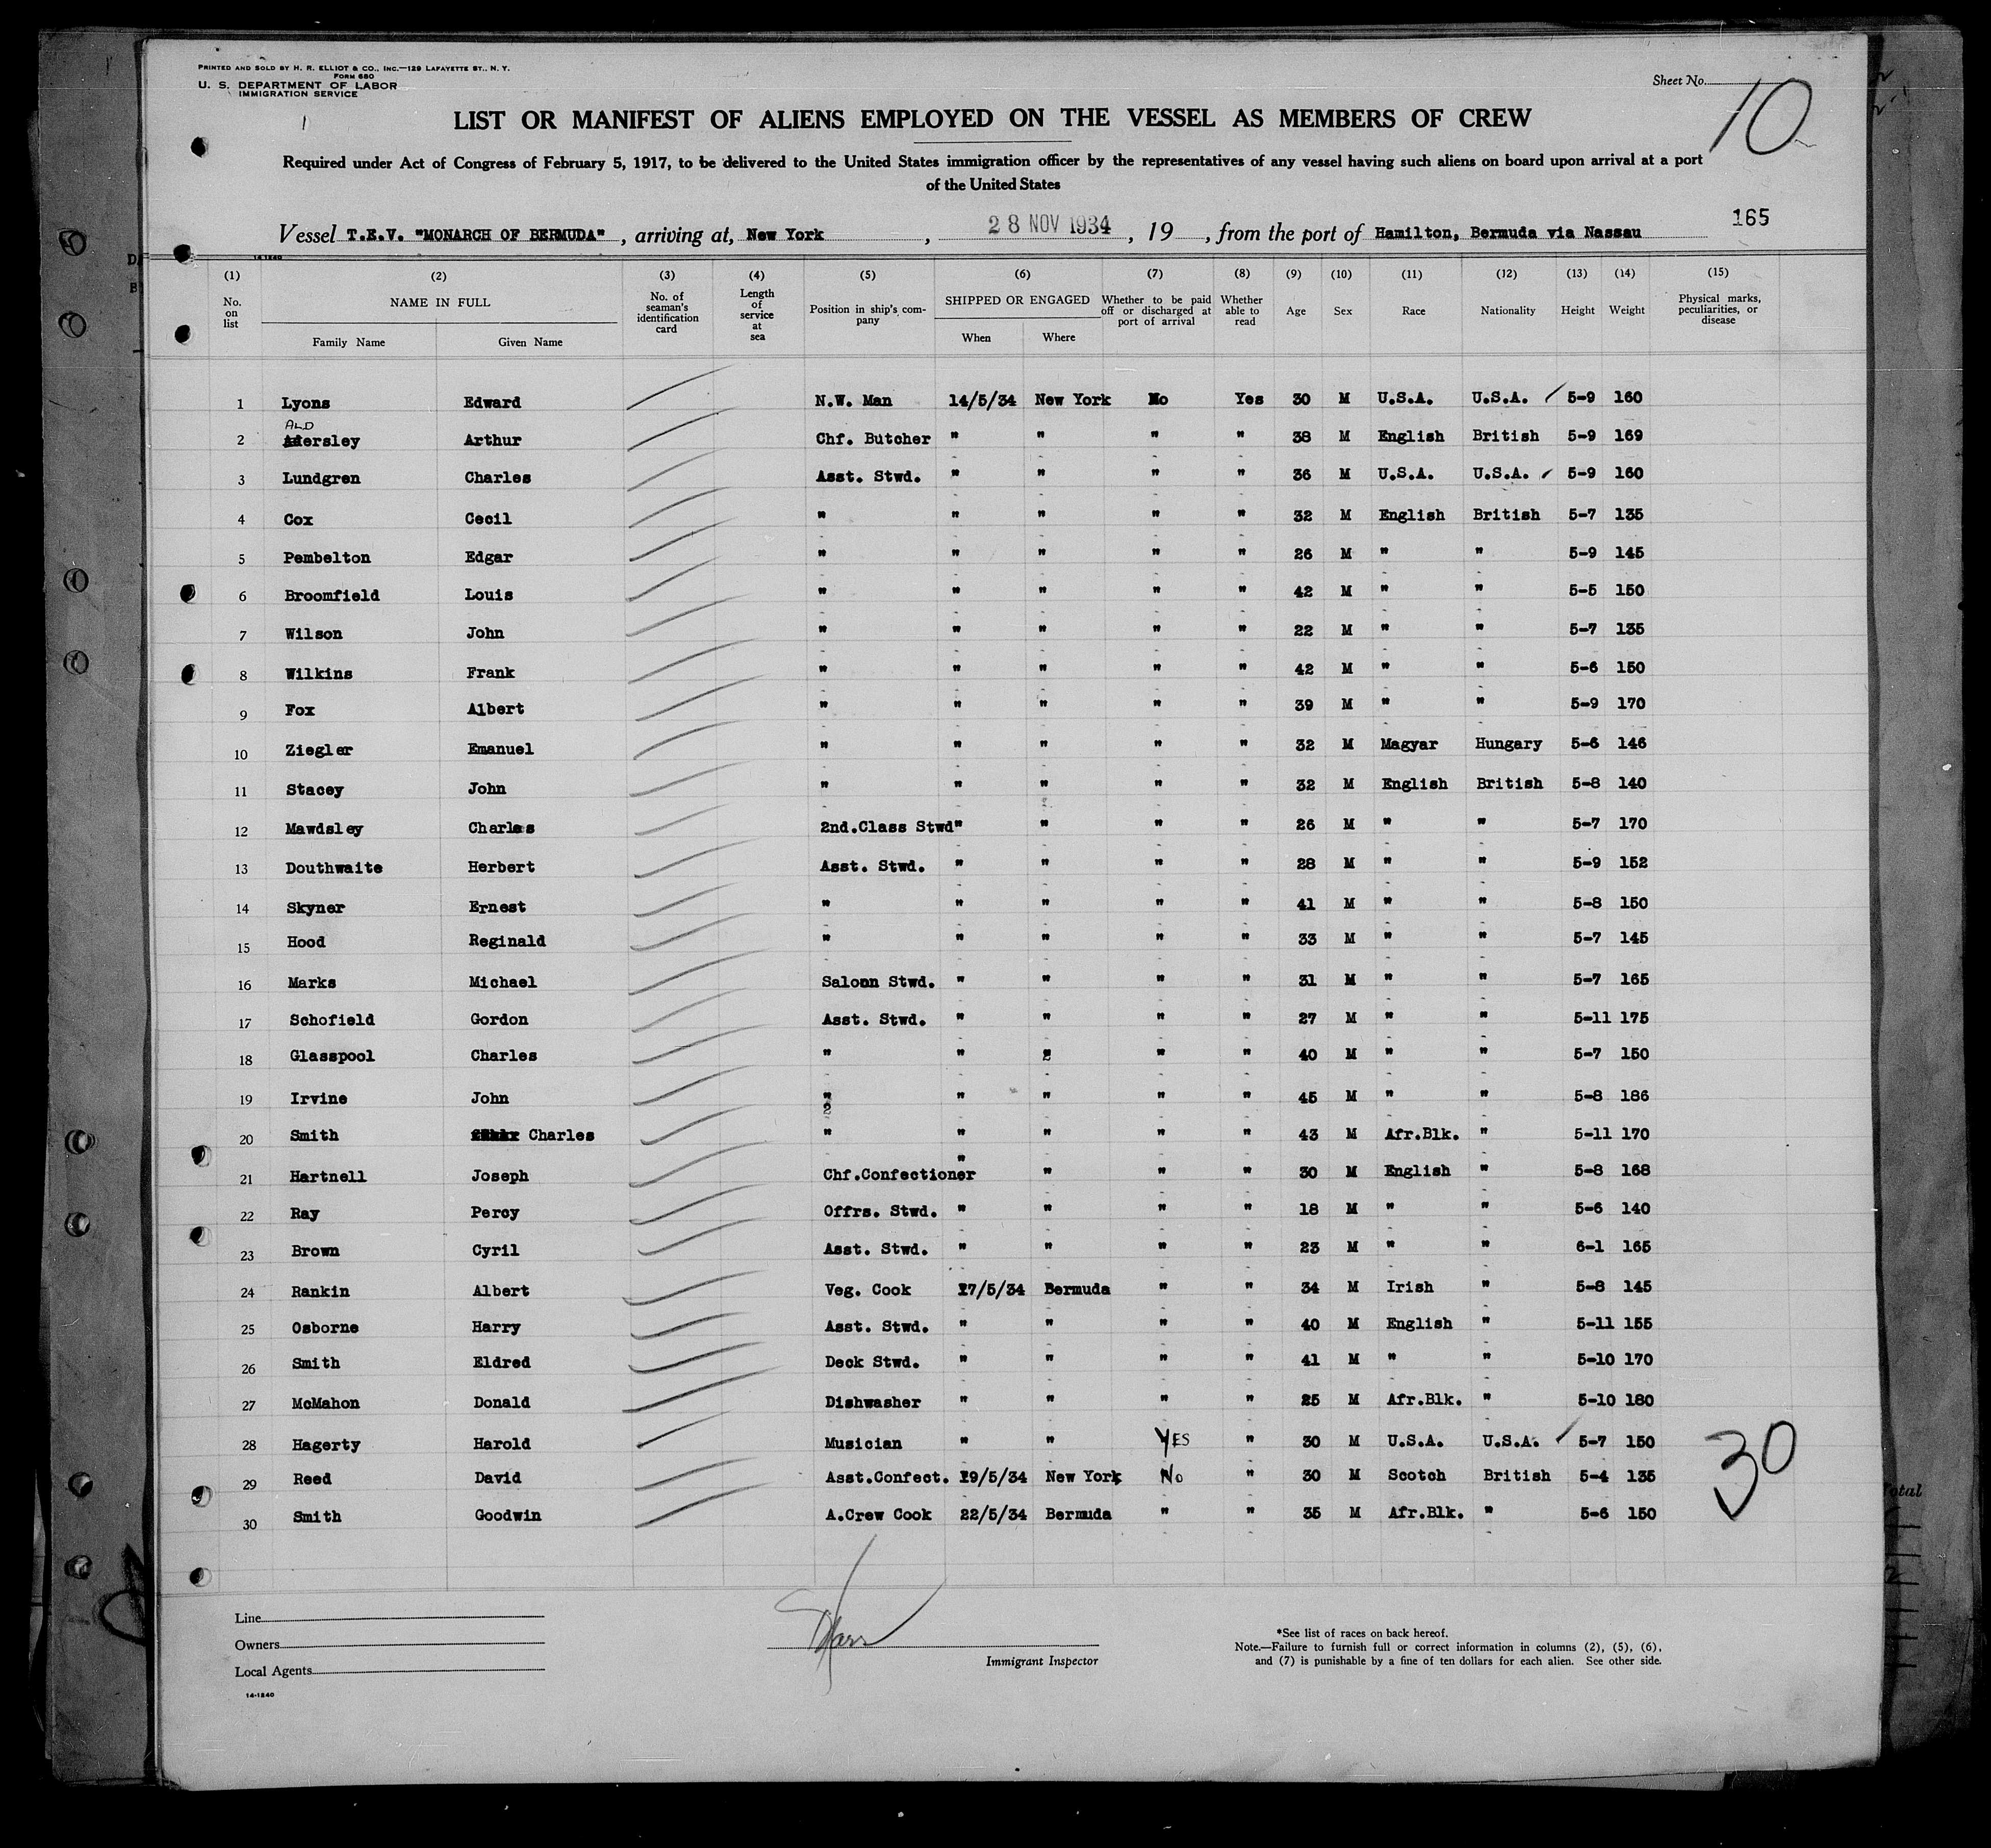 PRINTED AND SOLD BY H. R. ELLIOT & CO., INC.—129 LAFAYETTE ST., N. Y.
FORM 680
U. S. DEPARTMENT OF LABOR
IMMIGRATION SERVICE
Sheet No. 10
LIST OR MANIFEST OF ALIENS EMPLOYED ON THE VESSEL AS MEMBERS OF CREW
Required under Act of Congress of February 5, 1917, to be delivered to the United States immigration officer by the representatives of any vessel having such aliens on board upon arrival at a port
of the United States
165
Vessel T.E.V. "MONARCH OF BERMUDA", arriving at, New York, 28 NOV 1934, 19 , from the port of Hamilton, Bermuda via Nassau
14-1240
(1) (2) (3) (4) (5) (6) (7) (8) (9) (10) (11) (12) (13) (14) (15)
No. on list NAME IN FULL Family Name Given Name No. of seaman's identification card Length of service at sea Position in ship's company SHIPPED OR ENGAGED When Where Whether to be paid off or discharged at port of arrival Whether able to read Age Sex Race Nationality Height Weight Physical marks, peculiarities, or disease
1 Lyons Edward N.W. Man 14/5/34 New York No Yes 30 M U.S.A. U.S.A. 5-9 160
ALD
2 ersley Arthur Chf. Butcher " " " " 38 M English British 5-9 169
3 Lundgren Charles Asst. Stwd. " " " " 36 M U.S.A. U.S.A. 5-9 160
4 Cox Cecil " " " " " 32 M English British 5-7 135
5 Pembelton Edgar " " " " " 26 M " " 5-9 145
6 Broomfield Louis " " " " " 42 M " " 5-5 150
7 Wilson John " " " " " 22 M " " 5-7 135
8 Wilkins Frank " " " " " 42 M " " 5-6 150
9 Fox Albert " " " " " 39 M " " 5-9 170
10 Ziegler Emanuel " " " " " 32 M Magyar Hungary 5-6 146
11 Stacey John " " " " " 32 M English British 5-8 140
12 Mawdsley Charles 2nd.Class Stwd" " " " 26 M " " 5-7 170
13 Douthwaite Herbert Asst. Stwd. " " " " 28 M " " 5-9 152
14 Skyner Ernest " " " " " 41 M " " 5-8 150
15 Hood Reginald " " " " " 33 M " " 5-7 145
16 Marks Michael Saloon Stwd. " " " " 31 M " " 5-7 165
17 Schofield Gordon Asst. Stwd. " " " " 27 M " " 5-11 175
18 Glasspool Charles " " " " " 40 M " " 5-7 150
19 Irvine John " " " " " 45 M " " 5-8 186
20 Smith Charles " " " " " 43 M Afr.Blk. " 5-11 170
21 Hartnell Joseph Chf.Confectioner " " " " 30 M English " 5-8 168
22 Ray Percy Offrs. Stwd. " " " " 18 M " " 5-6 140
23 Brown Cyril Asst. Stwd. " " " " 23 M " " 6-1 165
24 Rankin Albert Veg. Cook 17/5/34 Bermuda " " 34 M Irish " 5-8 145
25 Osborne Harry Asst. Stwd. " " " " 40 M English " 5-11 155
26 Smith Eldred Deck Stwd. " " " " 41 M " " 5-10 170
27 McMahon Donald Dishwasher " " " " 25 M Afr.Blk. " 5-10 180
28 Hagerty Harold Musician " " YES " 30 M U.S.A. U.S.A. 5-7 150
29 Reed David Asst.Confect. 19/5/34 New York No " 30 M Scotch British 5-4 135
30 Smith Goodwin A.Crew Cook 22/5/34 Bermuda " " 35 M Afr.Blk. " 5-6 150
30
Line
Owners
Local Agents
14-1240
Immigrant Inspector
*See list of races on back hereof.
Note.—Failure to furnish full or correct information in columns (2), (5), (6),
and (7) is punishable by a fine of ten dollars for each alien. See other side.